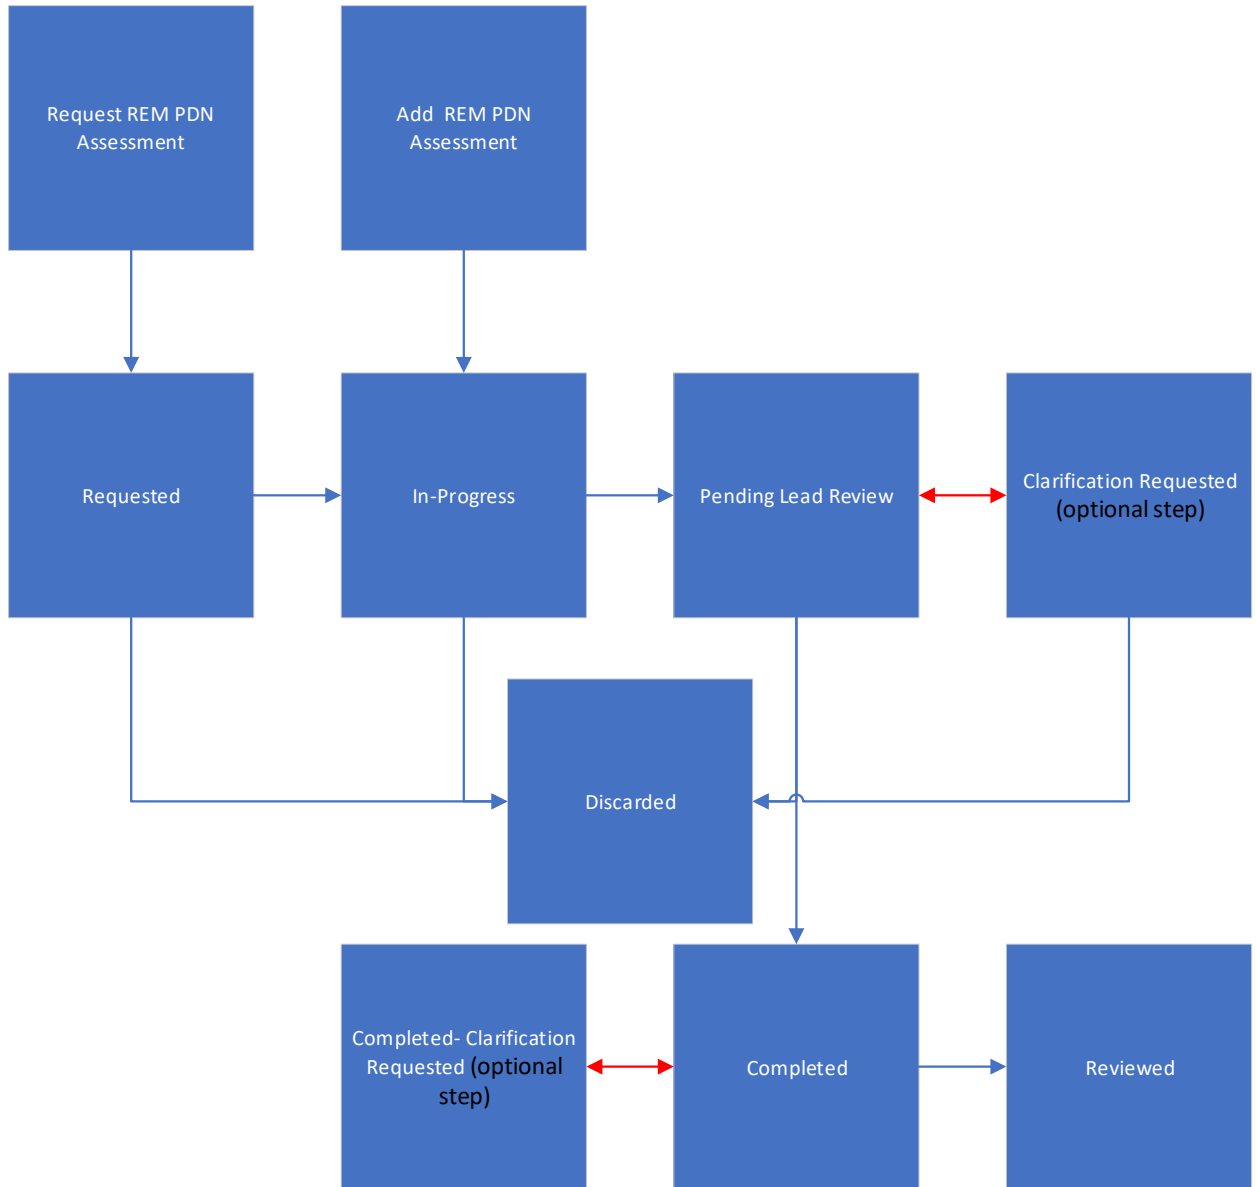 Request REM PDN
Assessment
Add  REM PDN
Assessment
Requested
In-Progress
Pending Lead Review
Clarification Requested
(optional step)
Discarded
Completed- Clarification
Requested (optional
step)
Completed
Reviewed